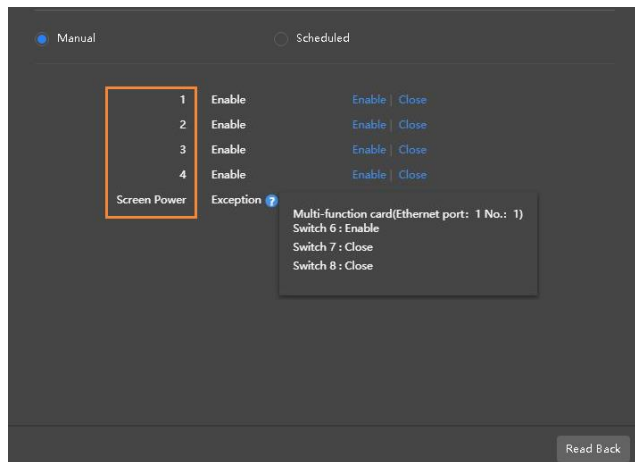 Manual Scheduled
1 Enable Enable | Close
2 Enable Enable | Close
3 Enable Enable | Close
4 Enable Enable | Close
Screen Power Exception ?
Multi-function card(Ethernet port: 1 No.: 1)
Switch 6 : Enable
Switch 7 : Close
Switch 8 : Close
Read Back